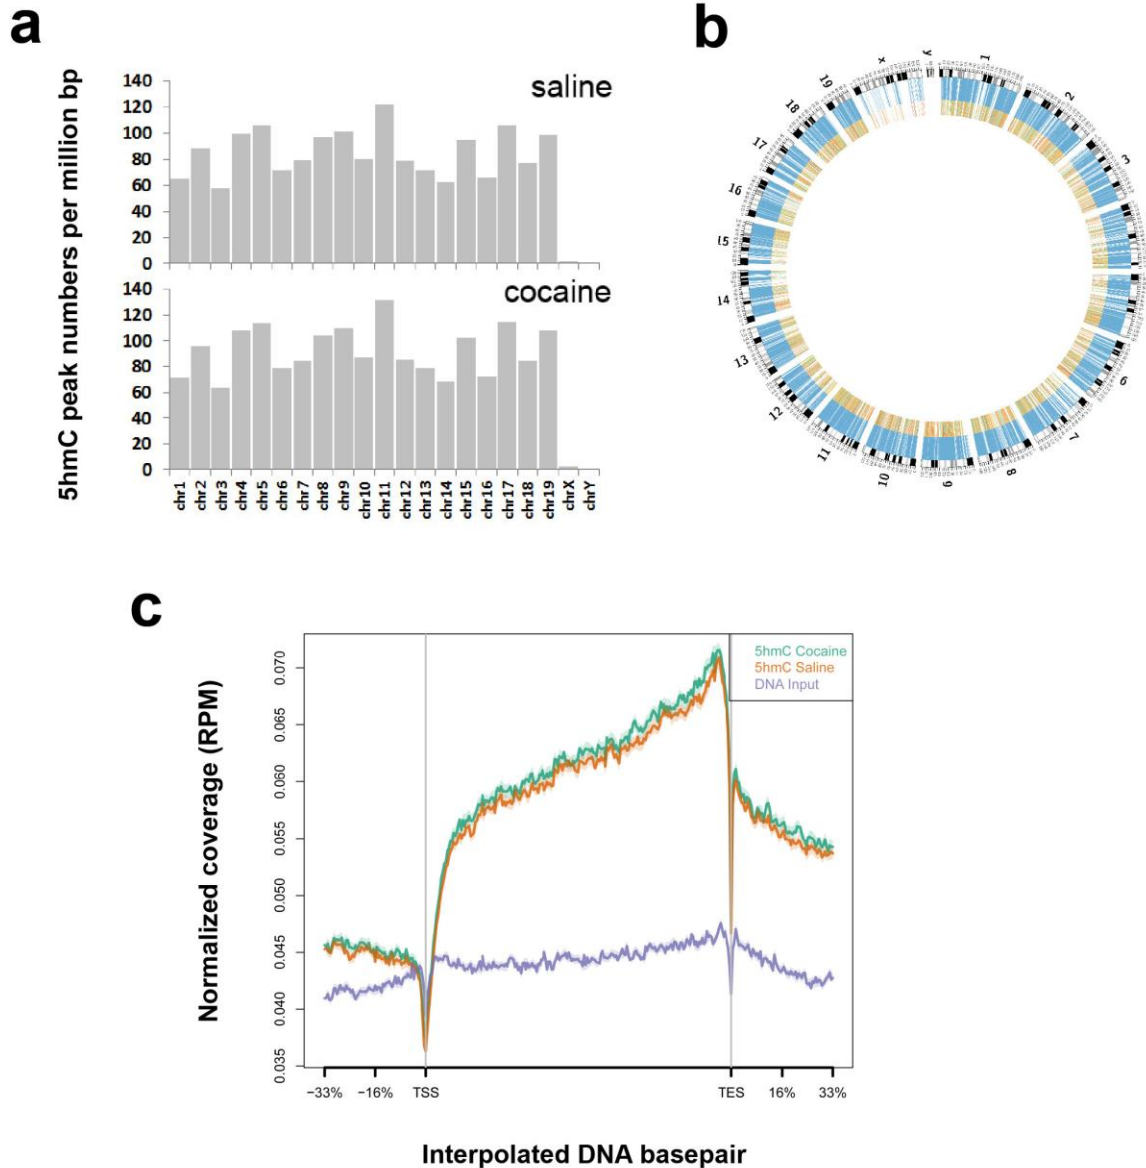 a
5hmC peak numbers per million bp
saline
140
120
100
80
60
40
20
0
cocaine
140
120
100
80
60
40
20
0
chr1
chr2
chr3
chr4
chr5
chr6
chr7
chr8
chr9
chr10
chr11
chr12
chr13
chr14
chr15
chr16
chr17
chr18
chr19
chrX
chrY
b
1
2
3
6
7
8
9
10
11
12
13
14
15
16
17
18
19
x
y
c
Normalized coverage (RPM)
0.070
0.065
0.060
0.055
0.050
0.045
0.040
0.035
5hmC Cocaine
5hmC Saline
DNA Input
−33%
−16%
TSS
TES
16%
33%
Interpolated DNA basepair